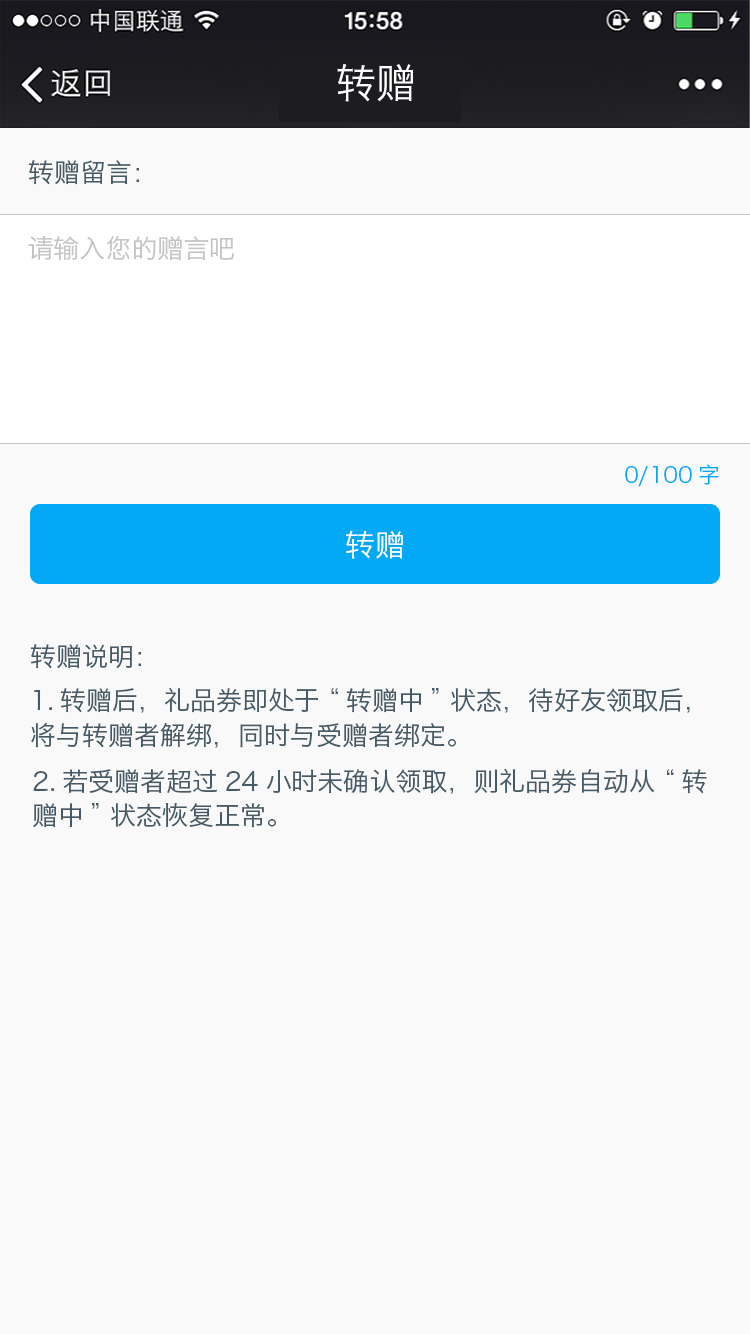 中国联通
15:58
返回
转赠
转赠留言：
请输入您的赠言吧
0/100 字
转赠
转赠说明：
1. 转赠后，礼品券即处于“转赠中”状态，待好友领取后，
将与转赠者解绑，同时与受赠者绑定。
2. 若受赠者超过 24 小时未确认领取，则礼品券自动从“转
赠中”状态恢复正常。